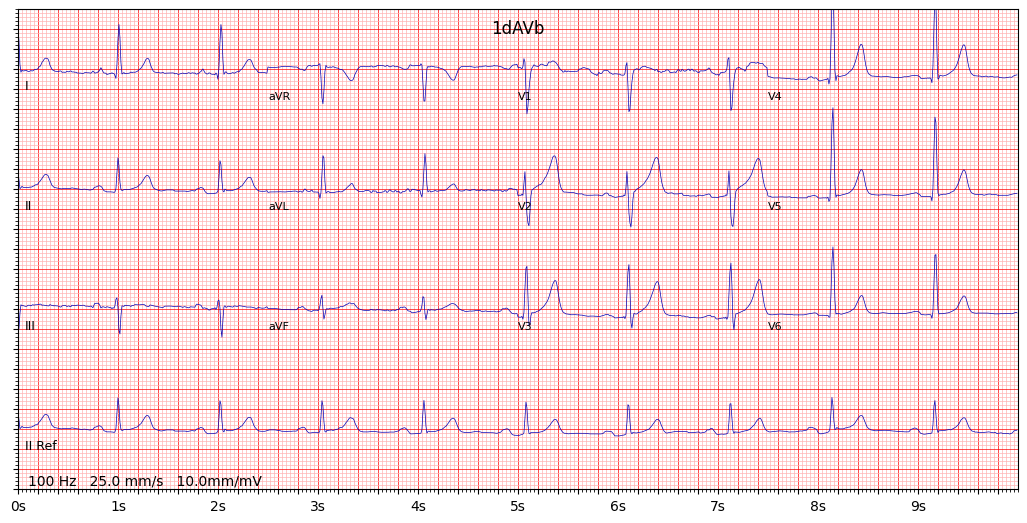 1dAVb
I
aVR
V1
V4
II
aVL
V2
V5
III
aVF
V3
V6
II Ref
100 Hz 25.0 mm/s 10.0mm/mV
0s 1s 2s 3s 4s 5s 6s 7s 8s 9s